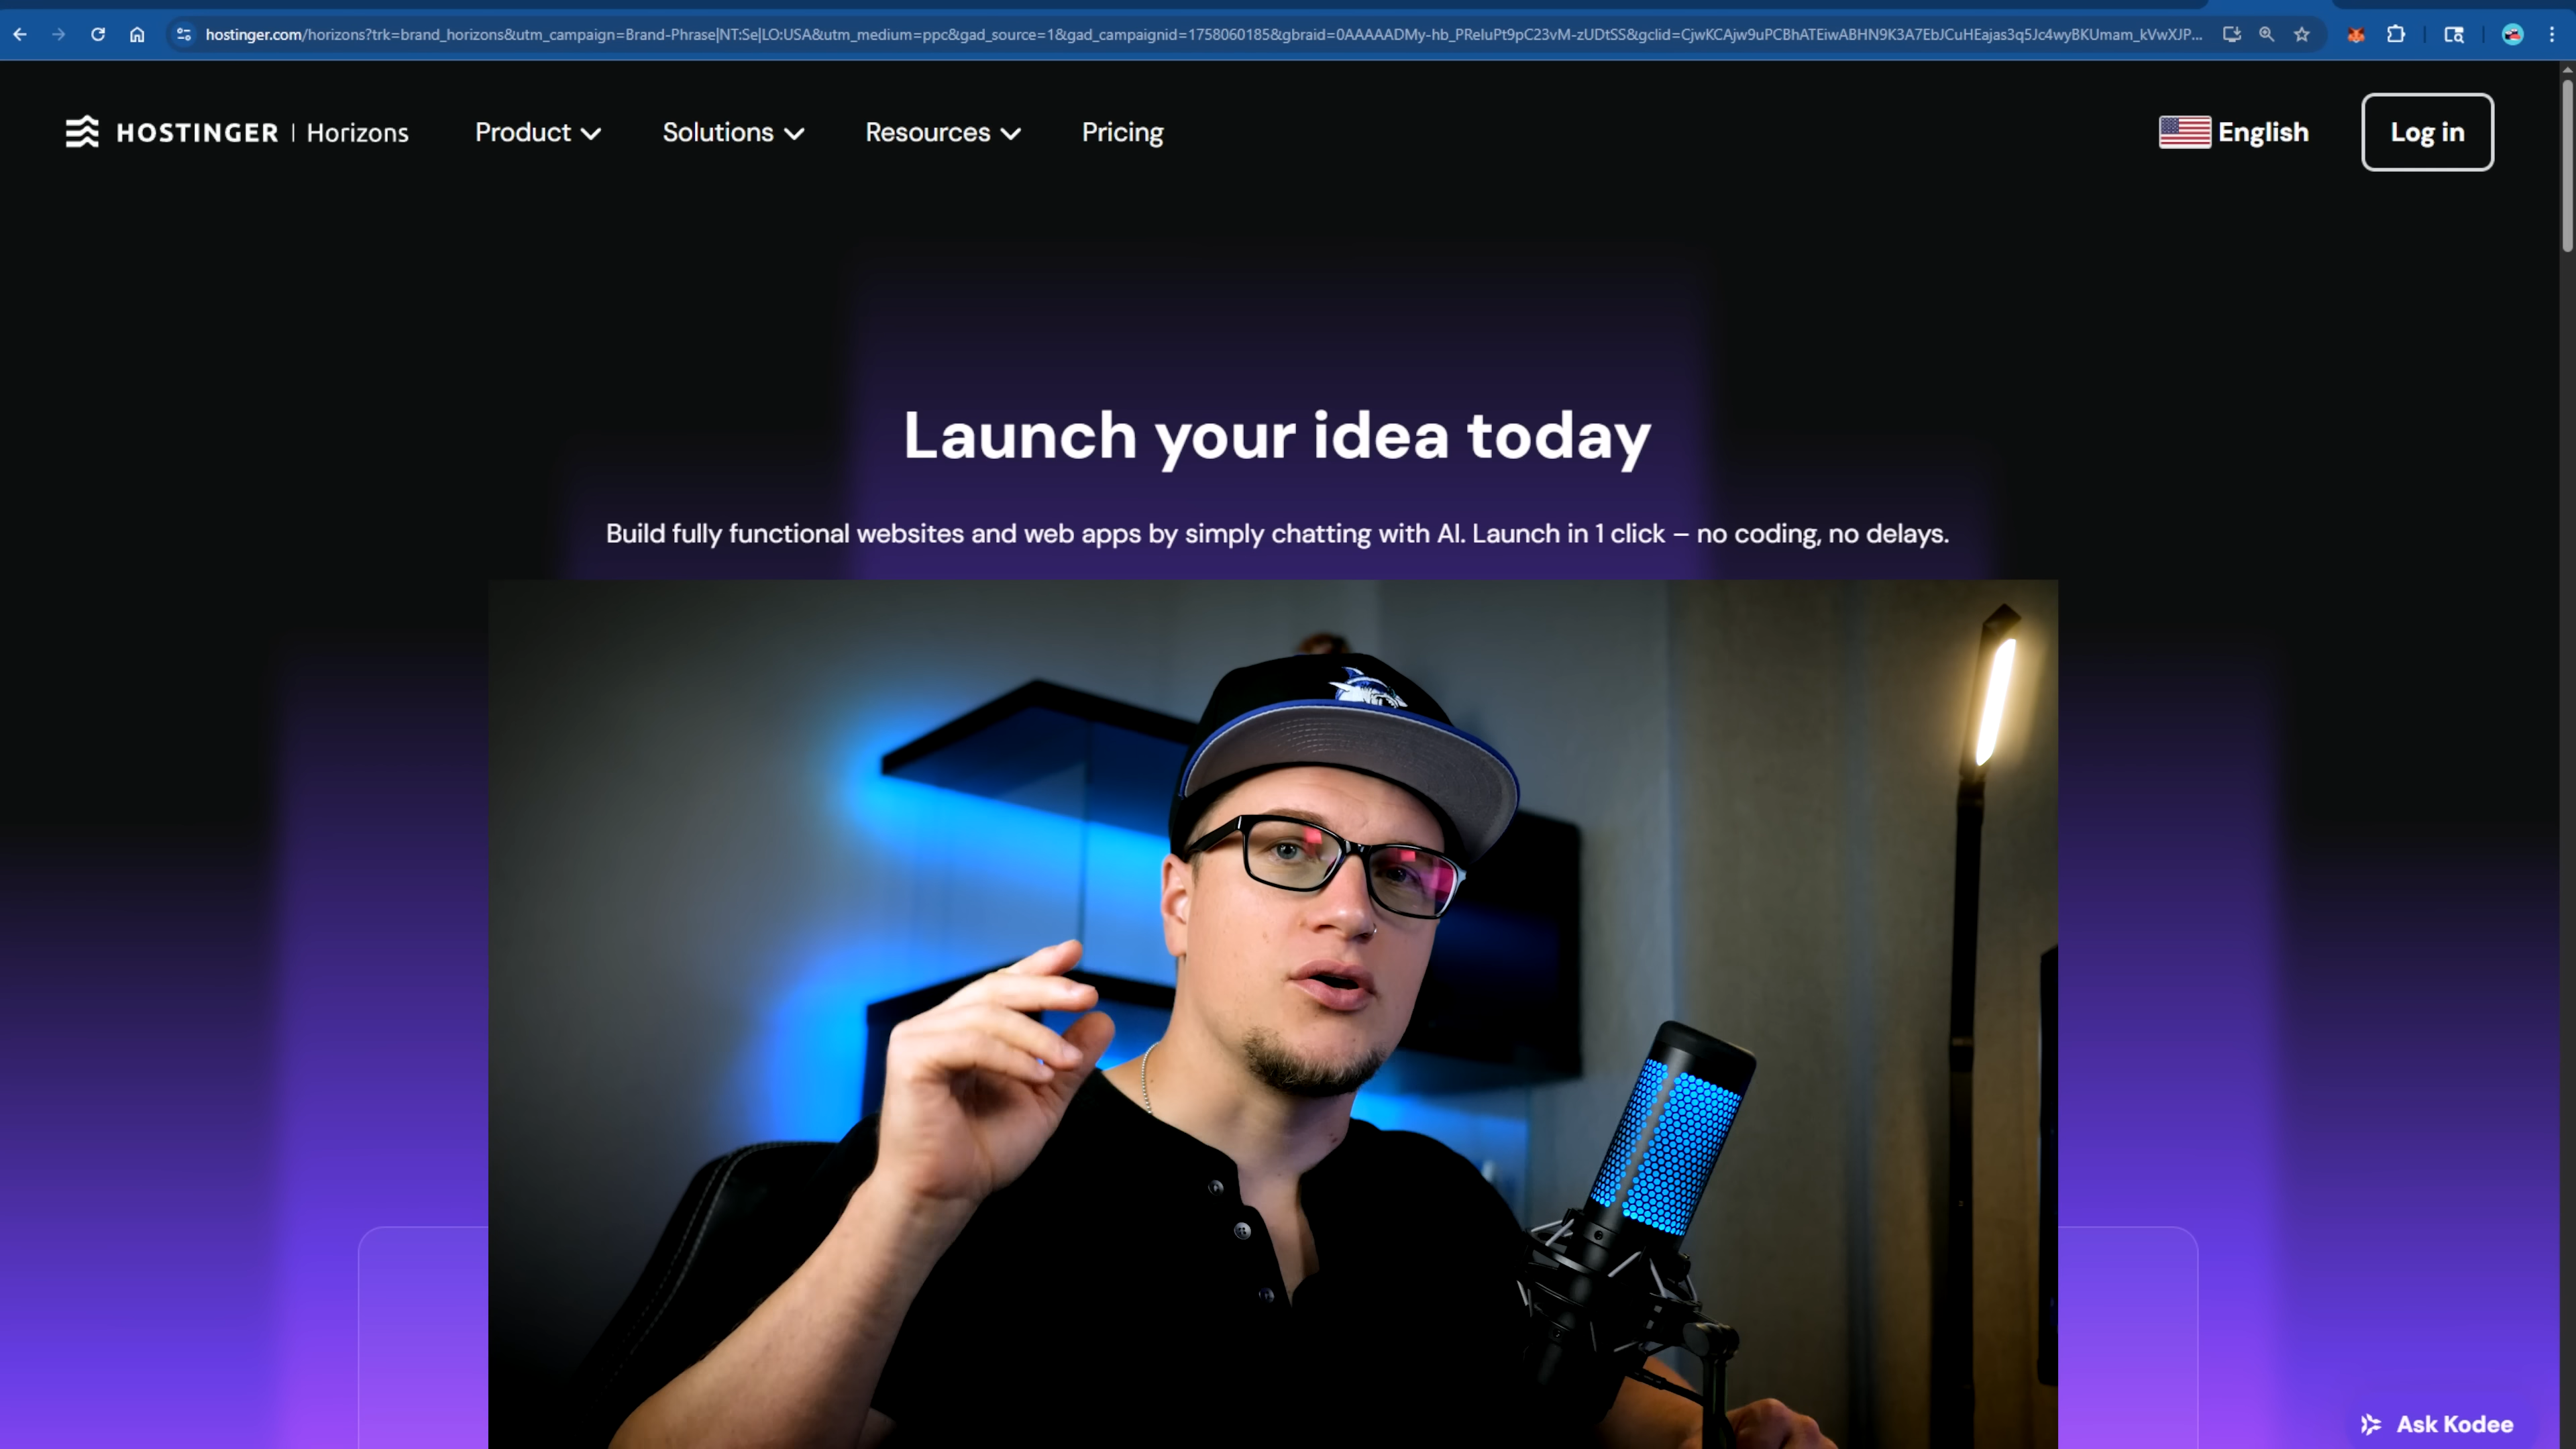 hostinger.com/horizons?trk=brand_horizons&utm_campaign=Brand-Phrase|NT:Se|LO:USA&utm_medium=ppc&gad_source=1&gad_campaignid=1758060185&gbraid=0AAAAADMy-hb_PReluPt9pC23vM-zUDtSS&gclid=CjwKCAjw9uPCBhATEiwABHN9K3A7EbJCuHEajas3q5Jc4wyBKUmam_kVwXJP...
HOSTINGER | Horizons Product Solutions Resources Pricing English Log in
Launch your idea today
Build fully functional websites and web apps by simply chatting with AI. Launch in 1 click – no coding, no delays.
Ask Kodee